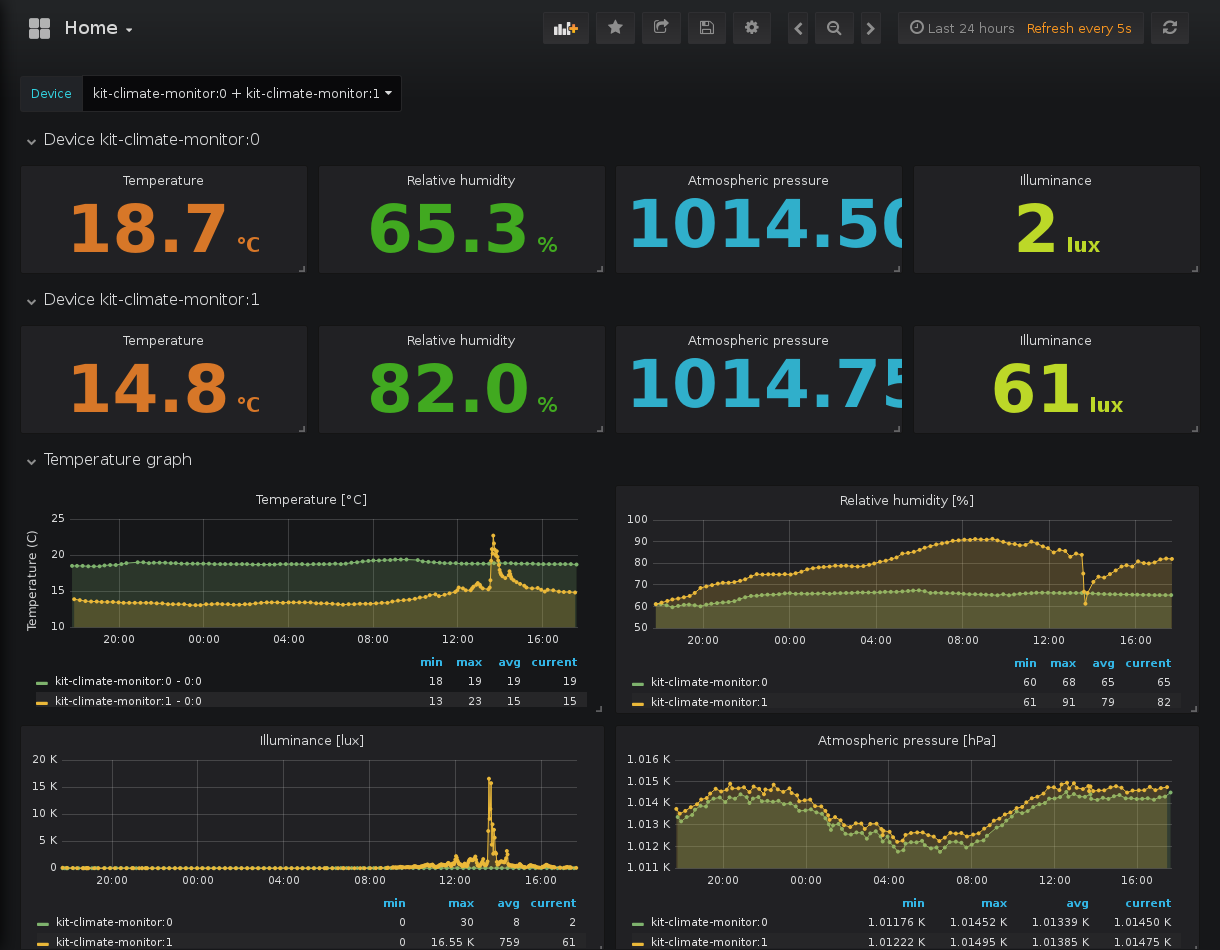 Home
Last 24 hours Refresh every 5s
Device kit-climate-monitor:0 + kit-climate-monitor:1
Device kit-climate-monitor:0
Temperature Relative humidity Atmospheric pressure Illuminance
18.7 °C 65.3 % 1014.50 2 lux
Device kit-climate-monitor:1
Temperature Relative humidity Atmospheric pressure Illuminance
14.8 °C 82.0 % 1014.75 61 lux
Temperature graph
Temperature [°C]
Temperature (C)
25
20
15
10
20:00 00:00 04:00 08:00 12:00 16:00
min max avg current
kit-climate-monitor:0 - 0:0 18 19 19 19
kit-climate-monitor:1 - 0:0 13 23 15 15
Relative humidity [%]
100
90
80
70
60
50
20:00 00:00 04:00 08:00 12:00 16:00
min max avg current
kit-climate-monitor:0 60 68 65 65
kit-climate-monitor:1 61 91 79 82
Illuminance [lux]
20 K
15 K
10 K
5 K
0
20:00 00:00 04:00 08:00 12:00 16:00
min max avg current
kit-climate-monitor:0 0 30 8 2
kit-climate-monitor:1 0 16.55 K 759 61
Atmospheric pressure [hPa]
1.016 K
1.015 K
1.014 K
1.013 K
1.012 K
1.011 K
20:00 00:00 04:00 08:00 12:00 16:00
min max avg current
kit-climate-monitor:0 1.01176 K 1.01452 K 1.01339 K 1.01450 K
kit-climate-monitor:1 1.01222 K 1.01495 K 1.01385 K 1.01475 K